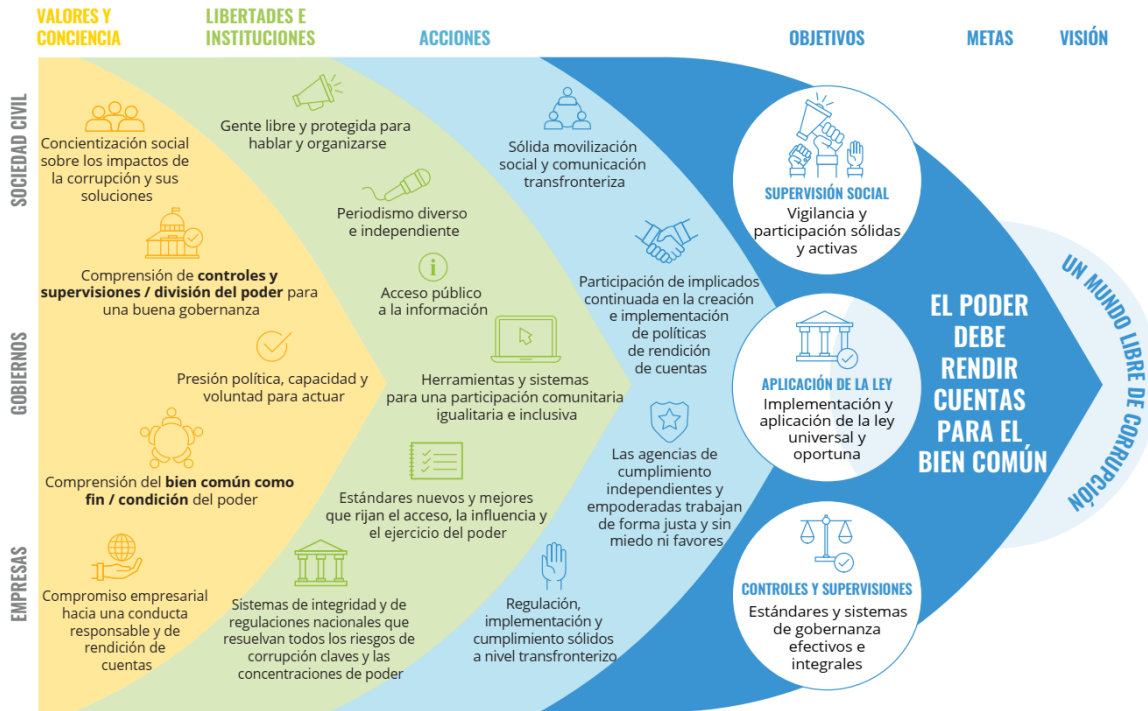 VALORES Y
CONCIENCIA
LIBERTADES E
INSTITUCIONES
ACCIONES
OBJETIVOS
METAS
VISIÓN
SOCIEDAD CIVIL
GOBIERNOS
EMPRESAS
Concientización social
sobre los impactos de
la corrupción y sus
soluciones
Comprensión de controles y
supervisiones / división del poder para
una buena gobernanza
Presión política, capacidad y
voluntad para actuar
Comprensión del bien común como
fin / condición del poder
Compromiso empresarial
hacia una conducta
responsable y de
rendición de
cuentas
Gente libre y protegida para
hablar y organizarse
Periodismo diverso
e independiente
i
Acceso público
a la información
Herramientas y sistemas
para una participación comunitaria
igualitaria e inclusiva
Estándares nuevos y mejores
que rijan el acceso, la influencia y
el ejercicio del poder
Sistemas de integridad y de
regulaciones nacionales que
resuelvan todos los riesgos de
corrupción claves y las
concentraciones de poder
Sólida movilización
social y comunicación
transfronteriza
Participación de implicados
continuada en la creación
e implementación
de políticas
de rendición
de cuentas
Las agencias de
cumplimiento
independientes y
empoderadas trabajan
de forma justa y sin
miedo ni favores
Regulación,
implementación y
cumplimiento sólidos
a nivel transfronterizo
SUPERVISIÓN SOCIAL
Vigilancia y
participación sólidas
y activas
APLICACIÓN DE LA LEY
Implementación y
aplicación de la ley
universal y
oportuna
CONTROLES Y SUPERVISIONES
Estándares y sistemas
de gobernanza
efectivos e
integrales
EL PODER
DEBE
RENDIR
CUENTAS
PARA EL
BIEN COMÚN
UN MUNDO LIBRE DE CORRUPCIÓN